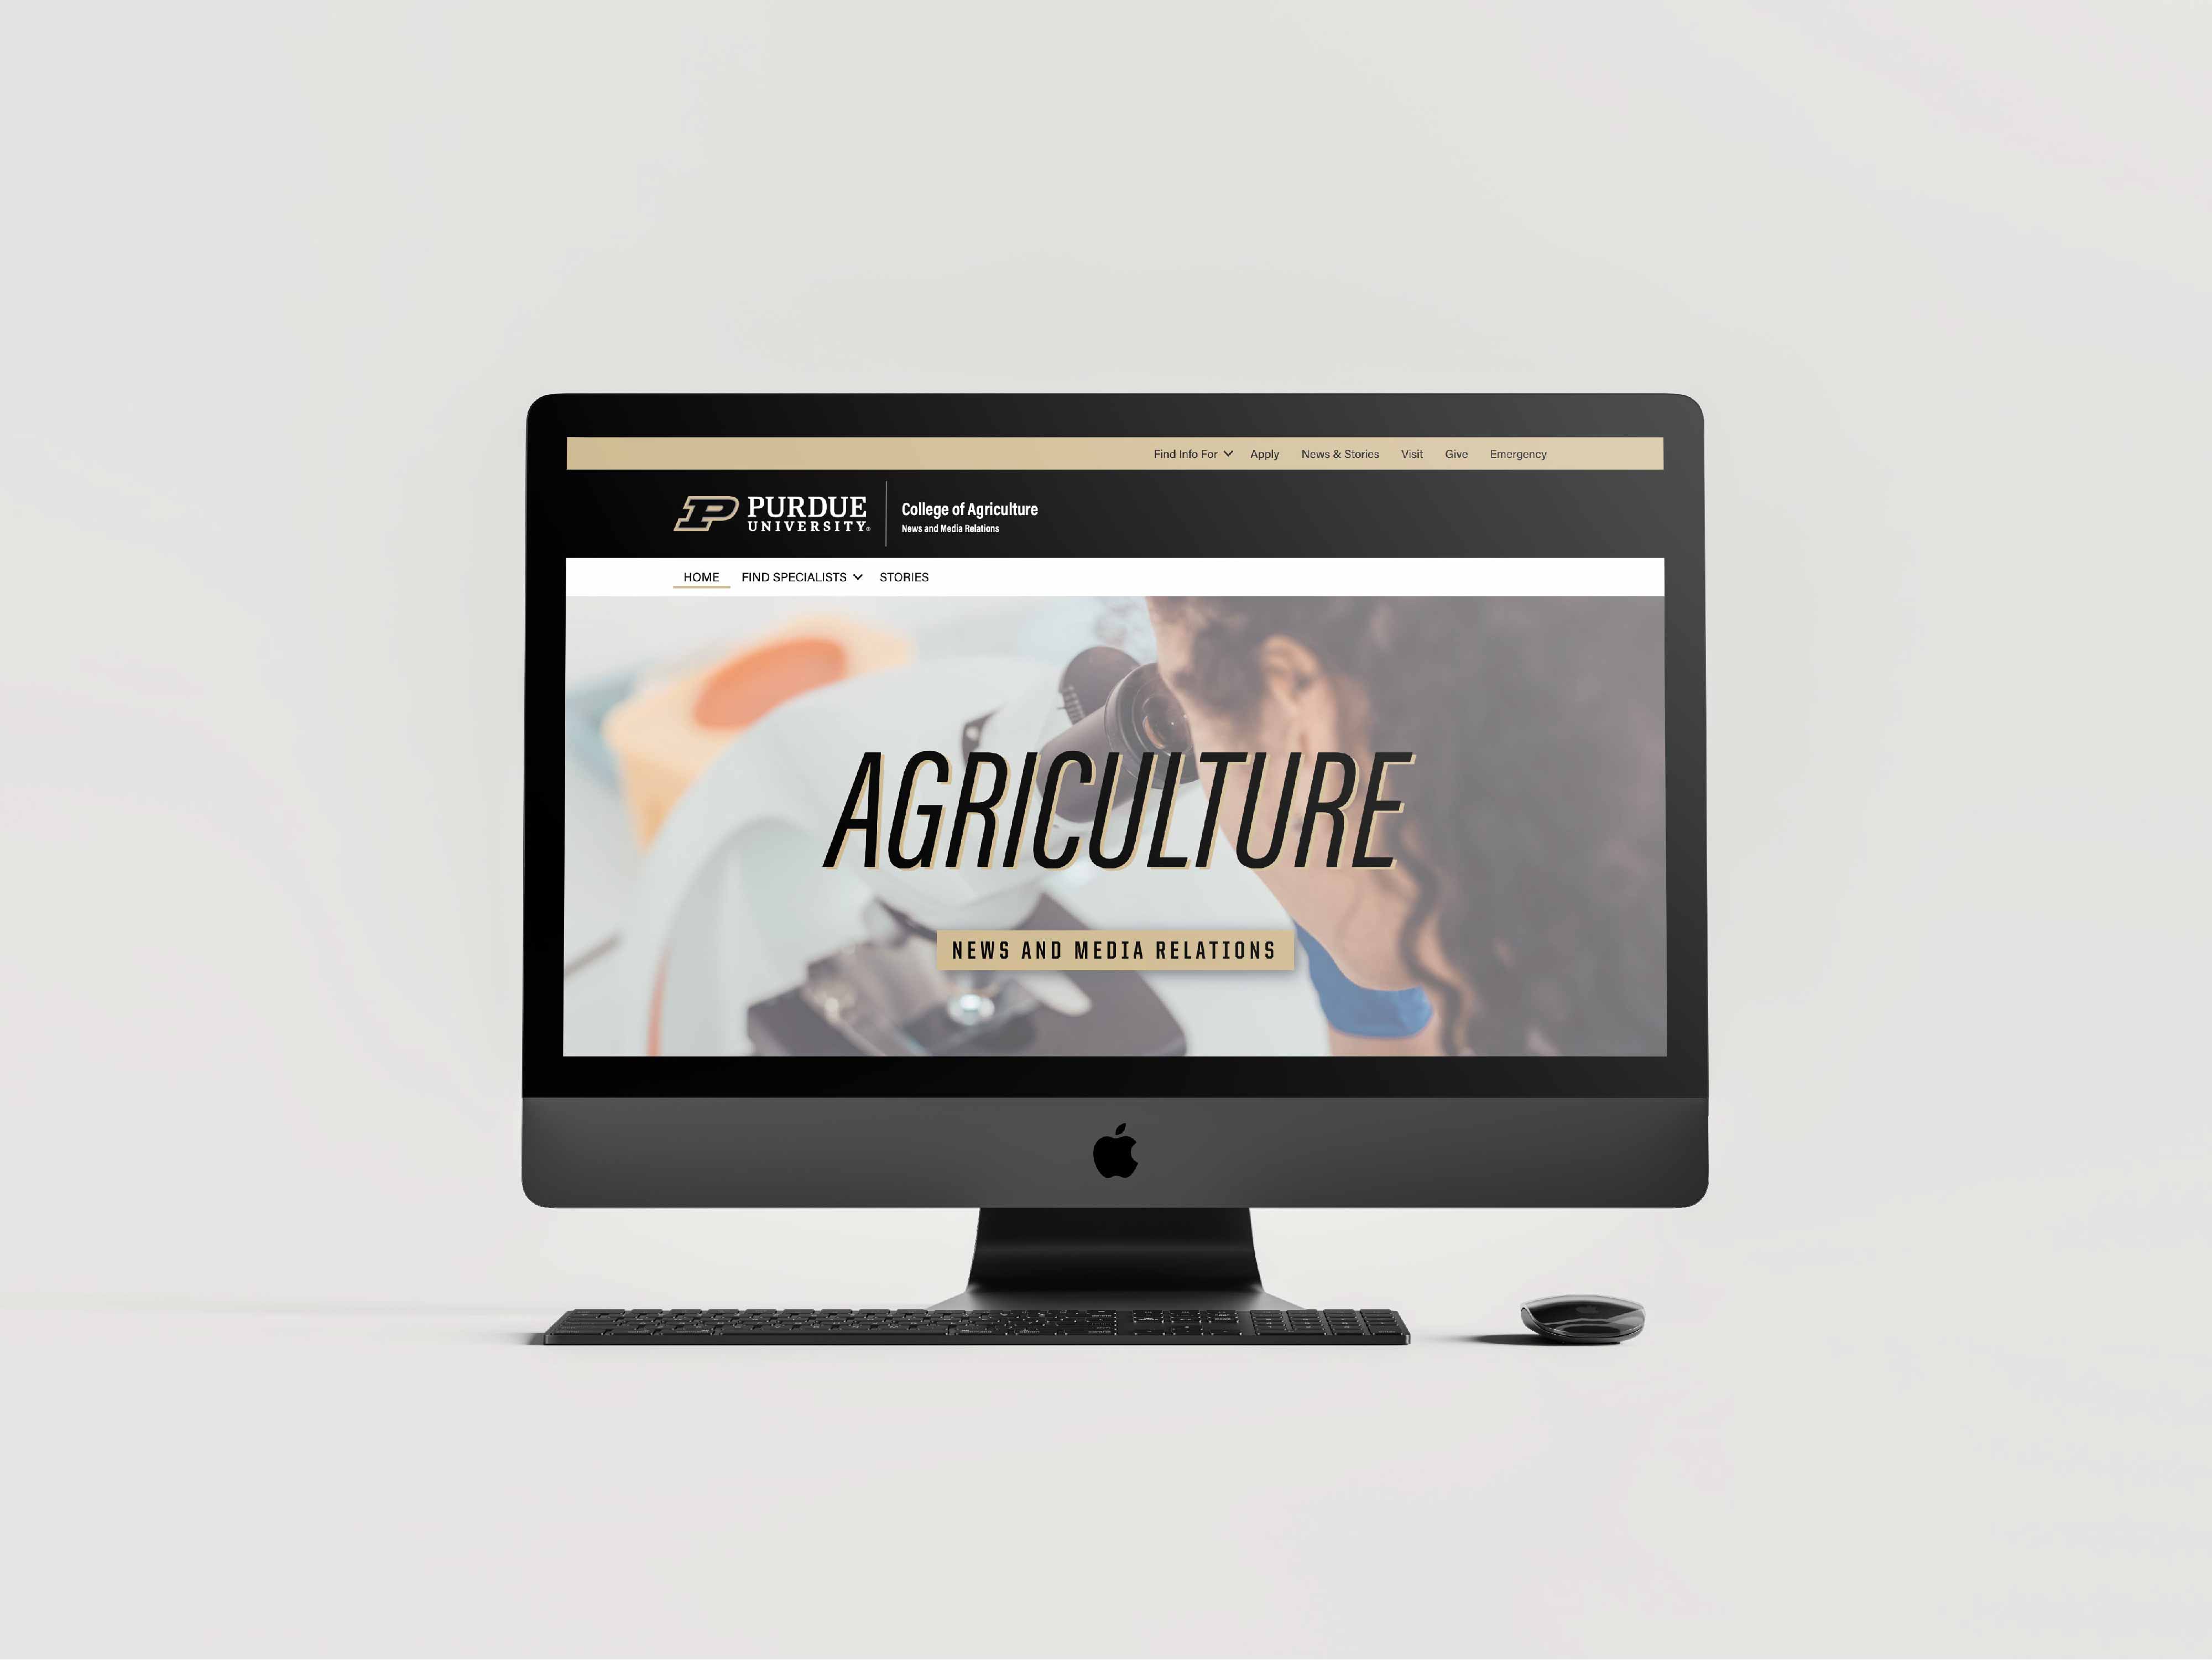 Find Info For Apply News & Stories Visit Give Emergency
PURDUE
UNIVERSITY®
College of Agriculture
News and Media Relations
HOME FIND SPECIALISTS STORIES
AGRICULTURE
NEWS AND MEDIA RELATIONS